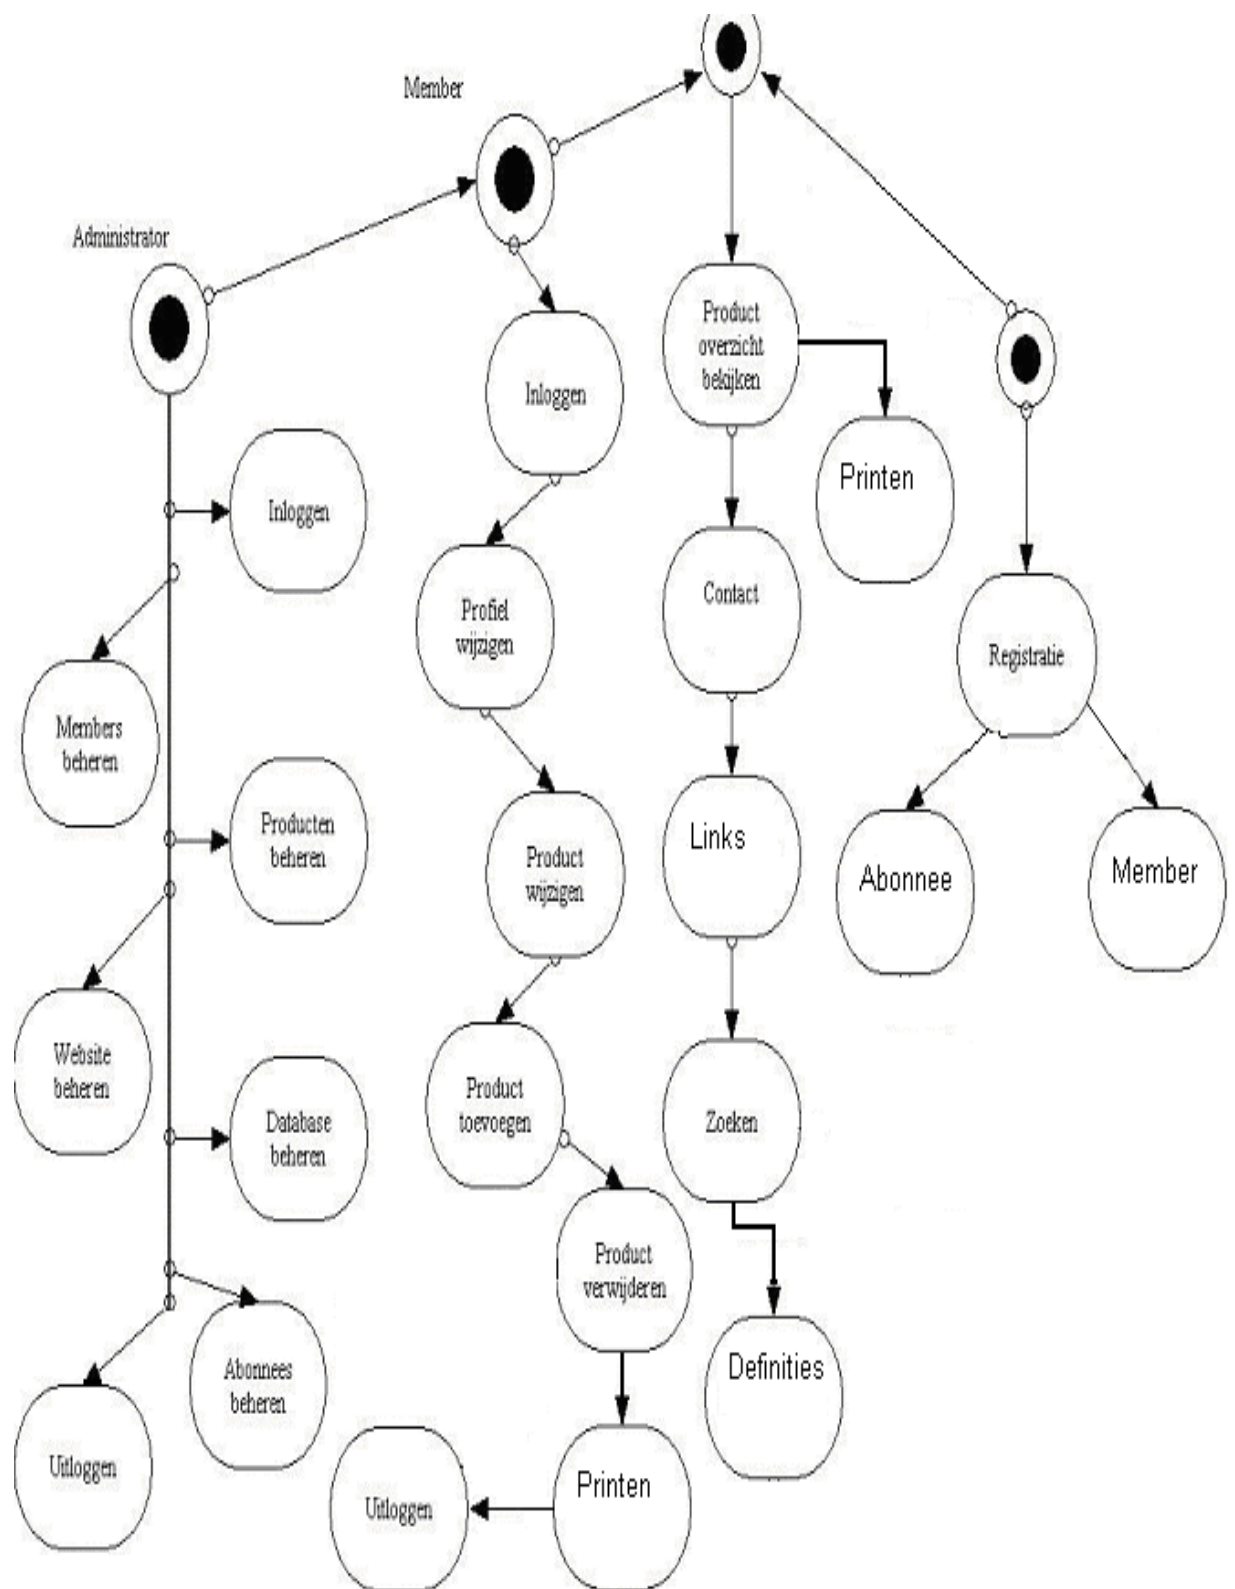 Member
Administrator
Inloggen
Members
beheren
Producten
beheren
Website
beheren
Database
beheren
Abonnees
beheren
Uitloggen
Inloggen
Profiel
wijzigen
Product
wijzigen
Product
toevoegen
Product
verwijderen
Printen
Uitloggen
Product
overzicht
bekijken
Printen
Contact
Links
Zoeken
Definities
Registratie
Abonnee
Member